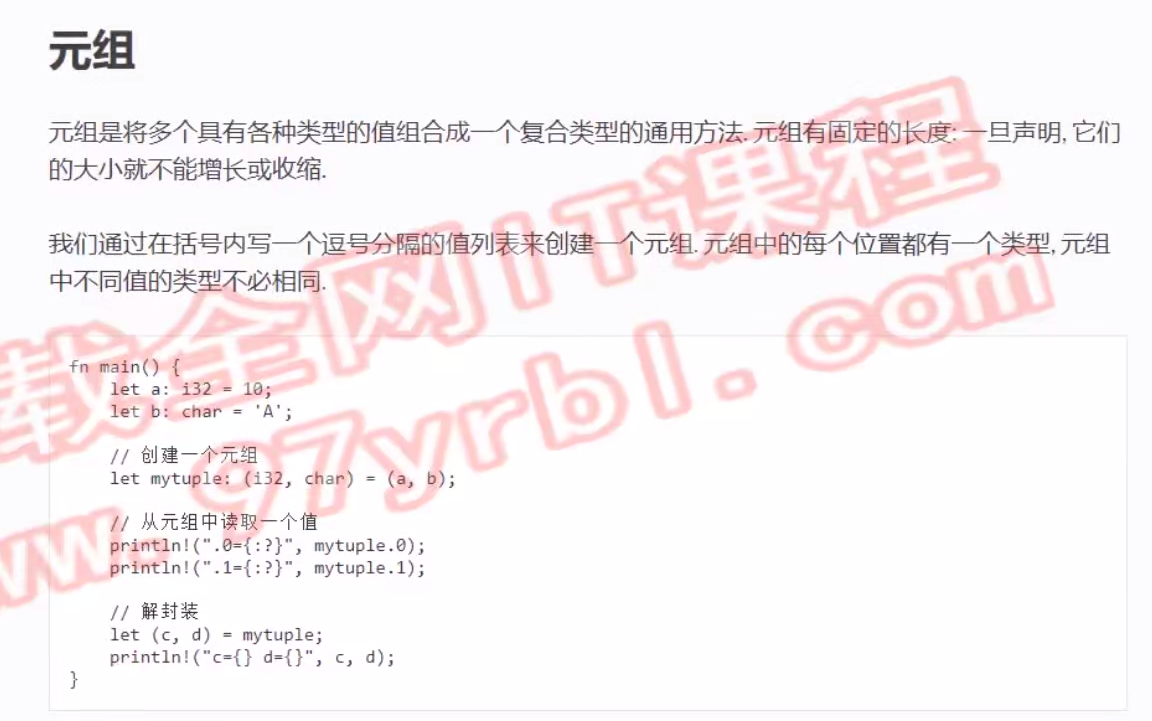 元组
元组是将多个具有各种类型的值组合成一个复合类型的通用方法. 元组有固定的长度: 一旦声明, 它们
的大小就不能增长或收缩.
我们通过在括号内写一个逗号分隔的值列表来创建一个元组. 元组中的每个位置都有一个类型, 元组
中不同值的类型不必相同.
fn main() {
    let a: i32 = 10;
    let b: char = 'A';
    // 创建一个元组
    let mytuple: (i32, char) = (a, b);
    // 从元组中读取一个值
    println!(".0={:?}", mytuple.0);
    println!(".1={:?}", mytuple.1);
    // 解封装
    let (c, d) = mytuple;
    println!("c={} d={}", c, d);
}
载全网IT课程
ww.97yrbl.com